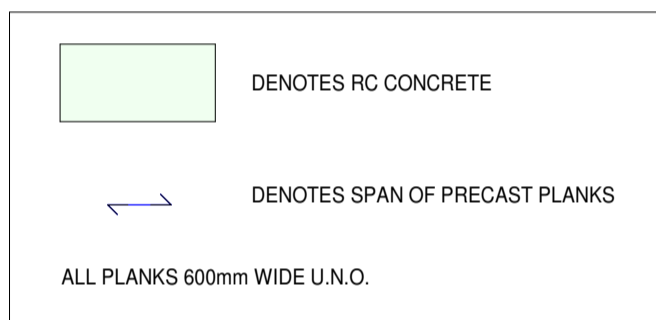 DENOTES RC CONCRETE
DENOTES SPAN OF PRECAST PLANKS
ALL PLANKS 600mm WIDE U.N.O.